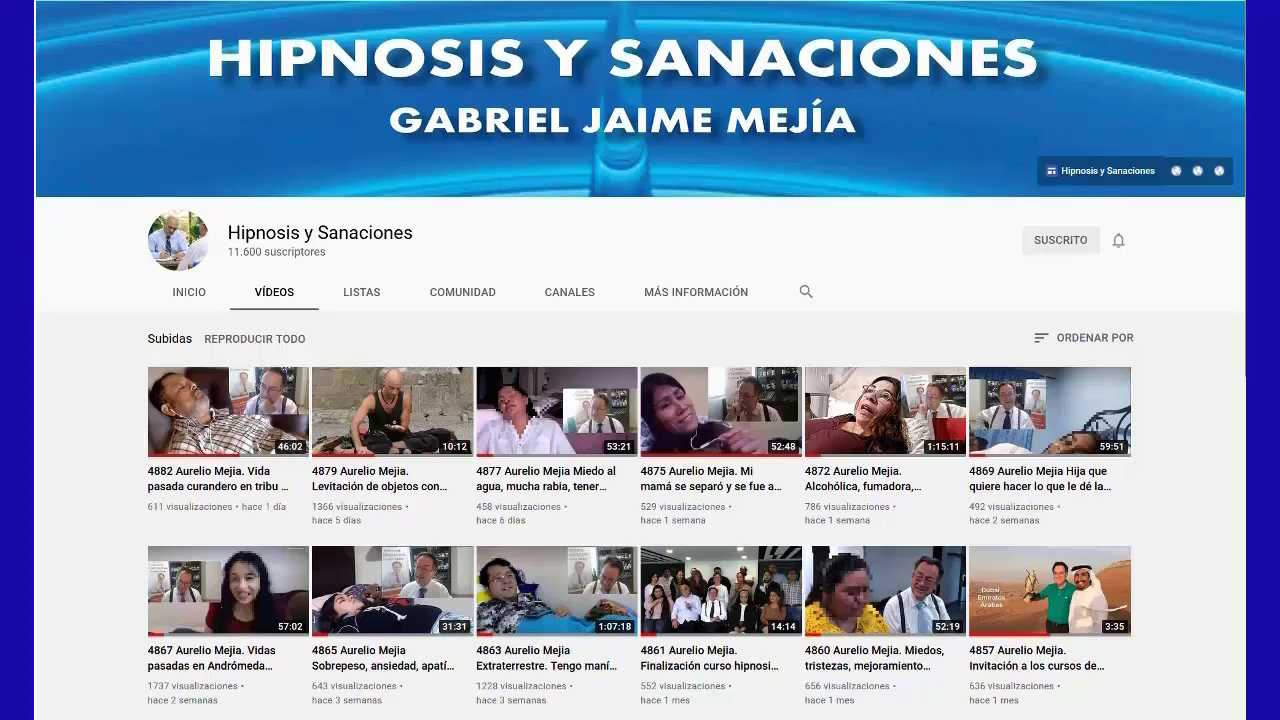 HIPNOSIS Y SANACIONES
GABRIEL JAIME MEJÍA
Hipnosis y Sanaciones
Hipnosis y Sanaciones
11.600 suscriptores
SUSCRITO
INICIO VÍDEOS LISTAS COMUNIDAD CANALES MÁS INFORMACIÓN
Subidas REPRODUCIR TODO ORDENAR POR
46:02 10:12 53:21 52:48 1:15:11 59:51
4882 Aurelio Mejia. Vida
pasada curandero en tribu ...
611 visualizaciones • hace 1 día
4879 Aurelio Mejia.
Levitación de objetos con...
1366 visualizaciones •
hace 5 días
4877 Aurelio Mejia Miedo al
agua, mucha rabia, tener...
458 visualizaciones •
hace 6 días
4875 Aurelio Mejia. Mi
mamá se separó y se fue a...
529 visualizaciones •
hace 1 semana
4872 Aurelio Mejia.
Alcohólica, fumadora,...
786 visualizaciones •
hace 1 semana
4869 Aurelio Mejia Hija que
quiere hacer lo que le dé la...
492 visualizaciones •
hace 2 semanas
Dubai,
Emiratos
Árabes
57:02 31:31 1:07:18 14:14 52:19 3:35
4867 Aurelio Mejia. Vidas
pasadas en Andrómeda...
1737 visualizaciones •
hace 2 semanas
4865 Aurelio Mejia
Sobrepeso, ansiedad, apatí...
643 visualizaciones •
hace 3 semanas
4863 Aurelio Mejia
Extraterrestre. Tengo maní...
1228 visualizaciones •
hace 3 semanas
4861 Aurelio Mejia.
Finalización curso hipnosi...
552 visualizaciones •
hace 1 mes
4860 Aurelio Mejia. Miedos,
tristezas, mejoramiento...
656 visualizaciones •
hace 1 mes
4857 Aurelio Mejia.
Invitación a los cursos de...
636 visualizaciones •
hace 1 mes